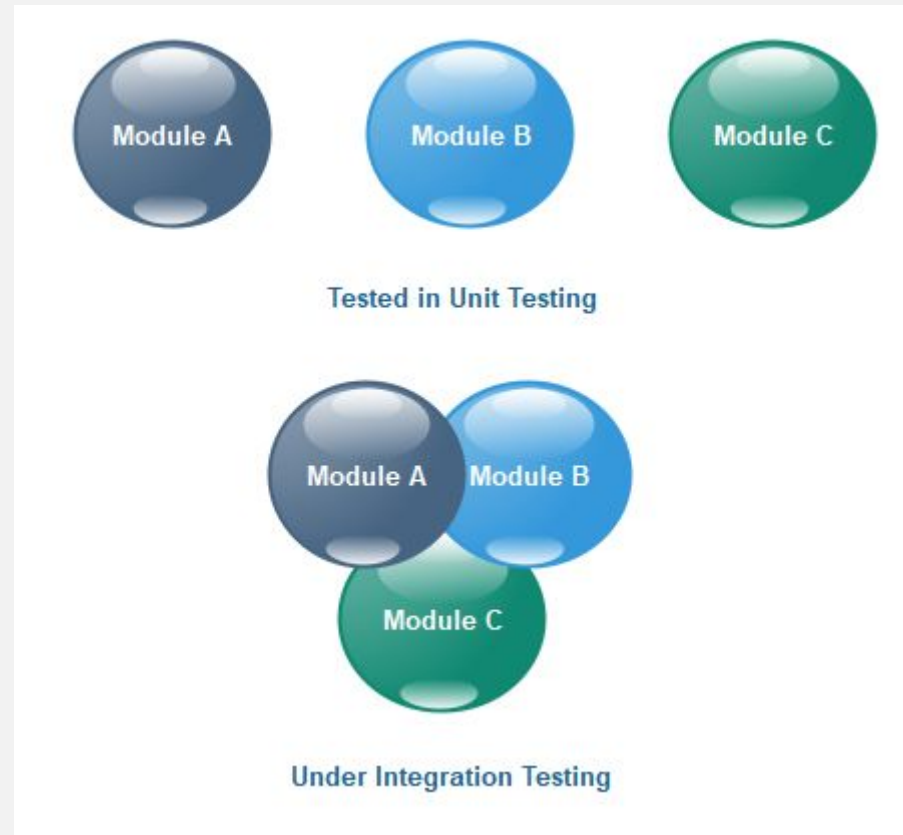 Module A
Module B
Module C
Tested in Unit Testing
Module A
Module B
Module C
Under Integration Testing